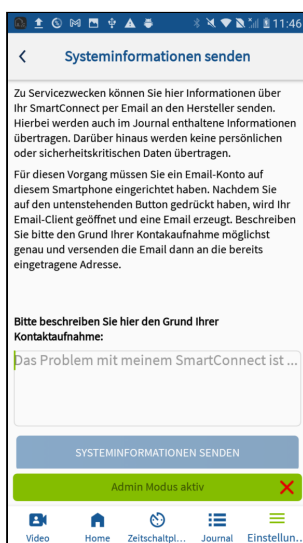 11:46
Systeminformationen senden
Zu Servicezwecken können Sie hier Informationen über
Ihr SmartConnect per Email an den Hersteller senden.
Hierbei werden auch im Journal enthaltene Informationen
übertragen. Darüber hinaus werden keine persönlichen
oder sicherheitskritischen Daten übertragen.
Für diesen Vorgang müssen Sie ein Email-Konto auf
diesem Smartphone eingerichtet haben. Nachdem Sie
auf den untenstehenden Button gedrückt haben, wird Ihr
Email-Client geöffnet und eine Email erzeugt. Beschreiben
Sie bitte den Grund Ihrer Kontakaufnahme möglichst
genau und versenden die Email dann an die bereits
eingetragene Adresse.
Bitte beschreiben Sie hier den Grund Ihrer
Kontaktaufnahme:
Das Problem mit meinem SmartConnect ist ...
SYSTEMINFORMATIONEN SENDEN
Admin Modus aktiv
Video Home Zeitschaltpl... Journal Einstellun...